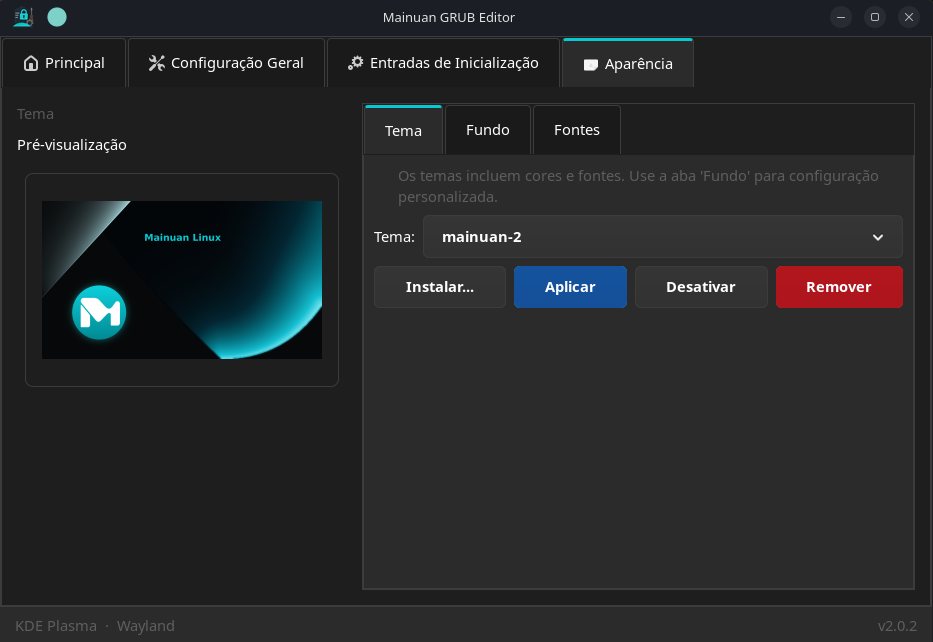 Mainuan GRUB Editor
Principal
Configuração Geral
Entradas de Inicialização
Aparência
Tema
Pré-visualização
Mainuan Linux
Tema
Fundo
Fontes
Os temas incluem cores e fontes. Use a aba 'Fundo' para configuração
personalizada.
Tema:
mainuan-2
Instalar...
Aplicar
Desativar
Remover
KDE Plasma · Wayland
v2.0.2